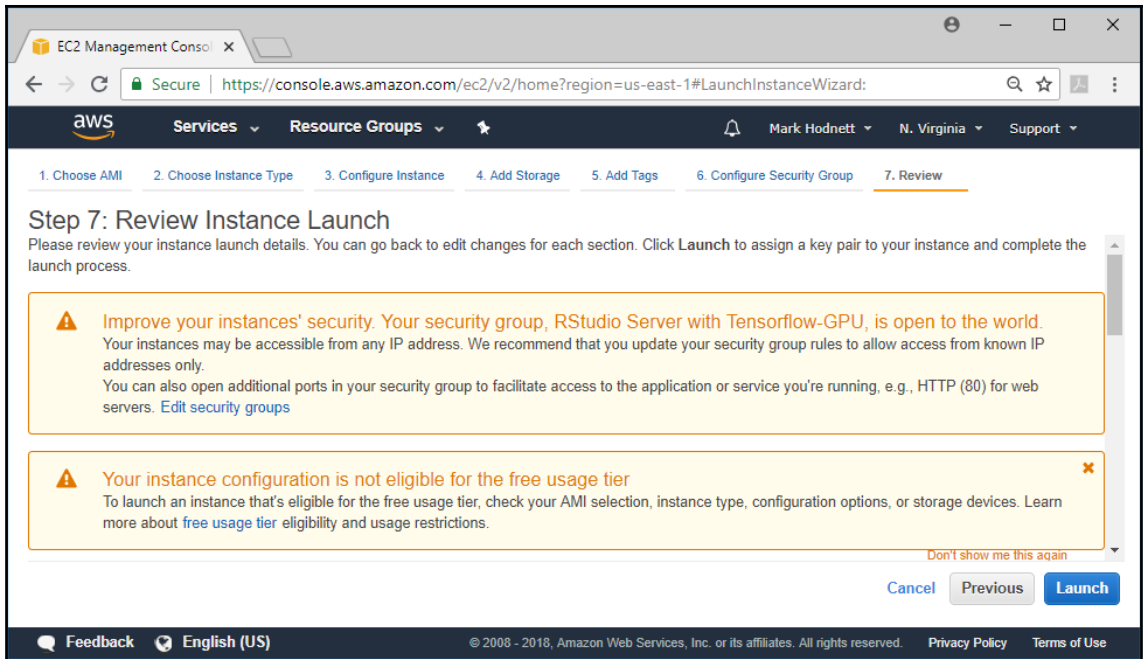 EC2 Management Consol
Secure | https://console.aws.amazon.com/ec2/v2/home?region=us-east-1#LaunchInstanceWizard:
aws Services Resource Groups Mark Hodnett N. Virginia Support
1. Choose AMI 2. Choose Instance Type 3. Configure Instance 4. Add Storage 5. Add Tags 6. Configure Security Group 7. Review
Step 7: Review Instance Launch
Please review your instance launch details. You can go back to edit changes for each section. Click Launch to assign a key pair to your instance and complete the
launch process.
Improve your instances' security. Your security group, RStudio Server with Tensorflow-GPU, is open to the world.
Your instances may be accessible from any IP address. We recommend that you update your security group rules to allow access from known IP
addresses only.
You can also open additional ports in your security group to facilitate access to the application or service you're running, e.g., HTTP (80) for web
servers. Edit security groups
Your instance configuration is not eligible for the free usage tier
To launch an instance that's eligible for the free usage tier, check your AMI selection, instance type, configuration options, or storage devices. Learn
more about free usage tier eligibility and usage restrictions.
Don't show me this again
Cancel Previous Launch
Feedback English (US) © 2008 - 2018, Amazon Web Services, Inc. or its affiliates. All rights reserved. Privacy Policy Terms of Use